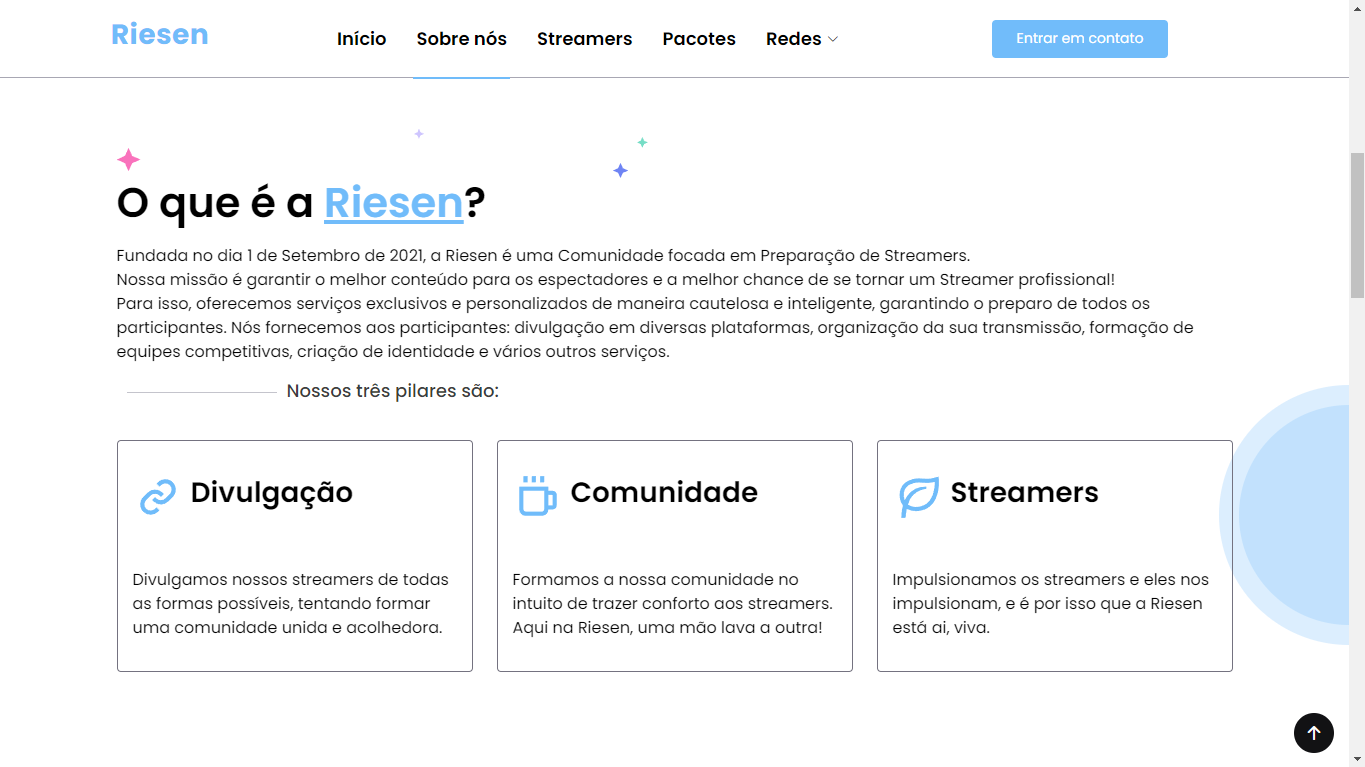 Riesen
Início
Sobre nós
Streamers
Pacotes
Redes
Entrar em contato
O que é a Riesen?
Fundada no dia 1 de Setembro de 2021, a Riesen é uma Comunidade focada em Preparação de Streamers.
Nossa missão é garantir o melhor conteúdo para os espectadores e a melhor chance de se tornar um Streamer profissional!
Para isso, oferecemos serviços exclusivos e personalizados de maneira cautelosa e inteligente, garantindo o preparo de todos os
participantes. Nós fornecemos aos participantes: divulgação em diversas plataformas, organização da sua transmissão, formação de
equipes competitivas, criação de identidade e vários outros serviços.
Nossos três pilares são:
Divulgação
Divulgamos nossos streamers de todas
as formas possíveis, tentando formar
uma comunidade unida e acolhedora.
Comunidade
Formamos a nossa comunidade no
intuito de trazer conforto aos streamers.
Aqui na Riesen, uma mão lava a outra!
Streamers
Impulsionamos os streamers e eles nos
impulsionam, e é por isso que a Riesen
está ai, viva.